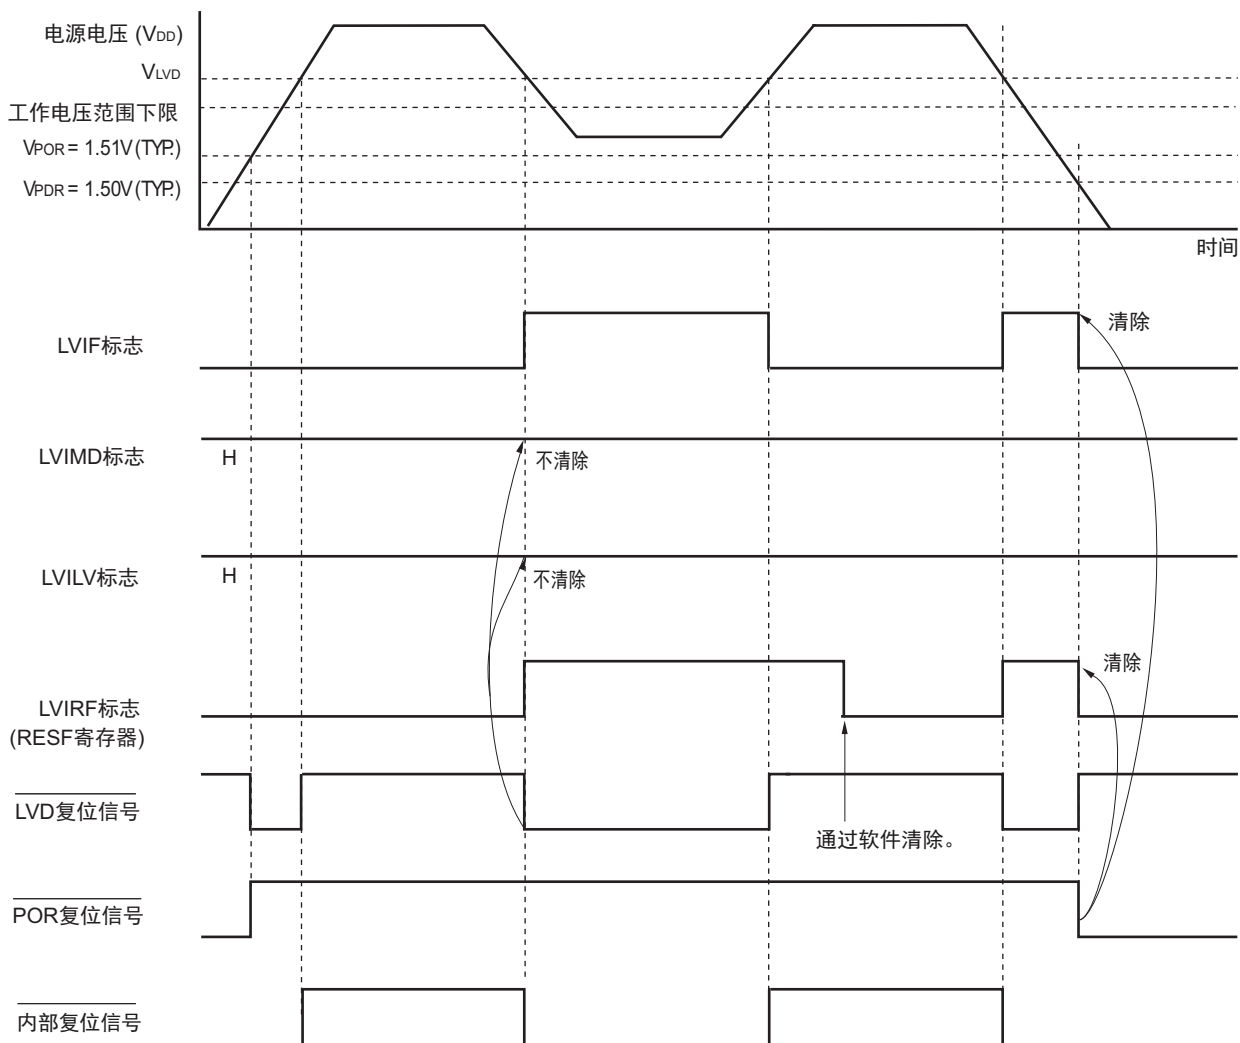 电源电压 (VDD)
VLVD
工作电压范围下限
VPOR = 1.51V (TYP.)
VPDR = 1.50V (TYP.)
时间
LVIF标志
清除
LVIMD标志
H
不清除
LVILV标志
H
不清除
LVIRF标志
(RESF寄存器)
清除
LVD复位信号
通过软件清除。
POR复位信号
内部复位信号